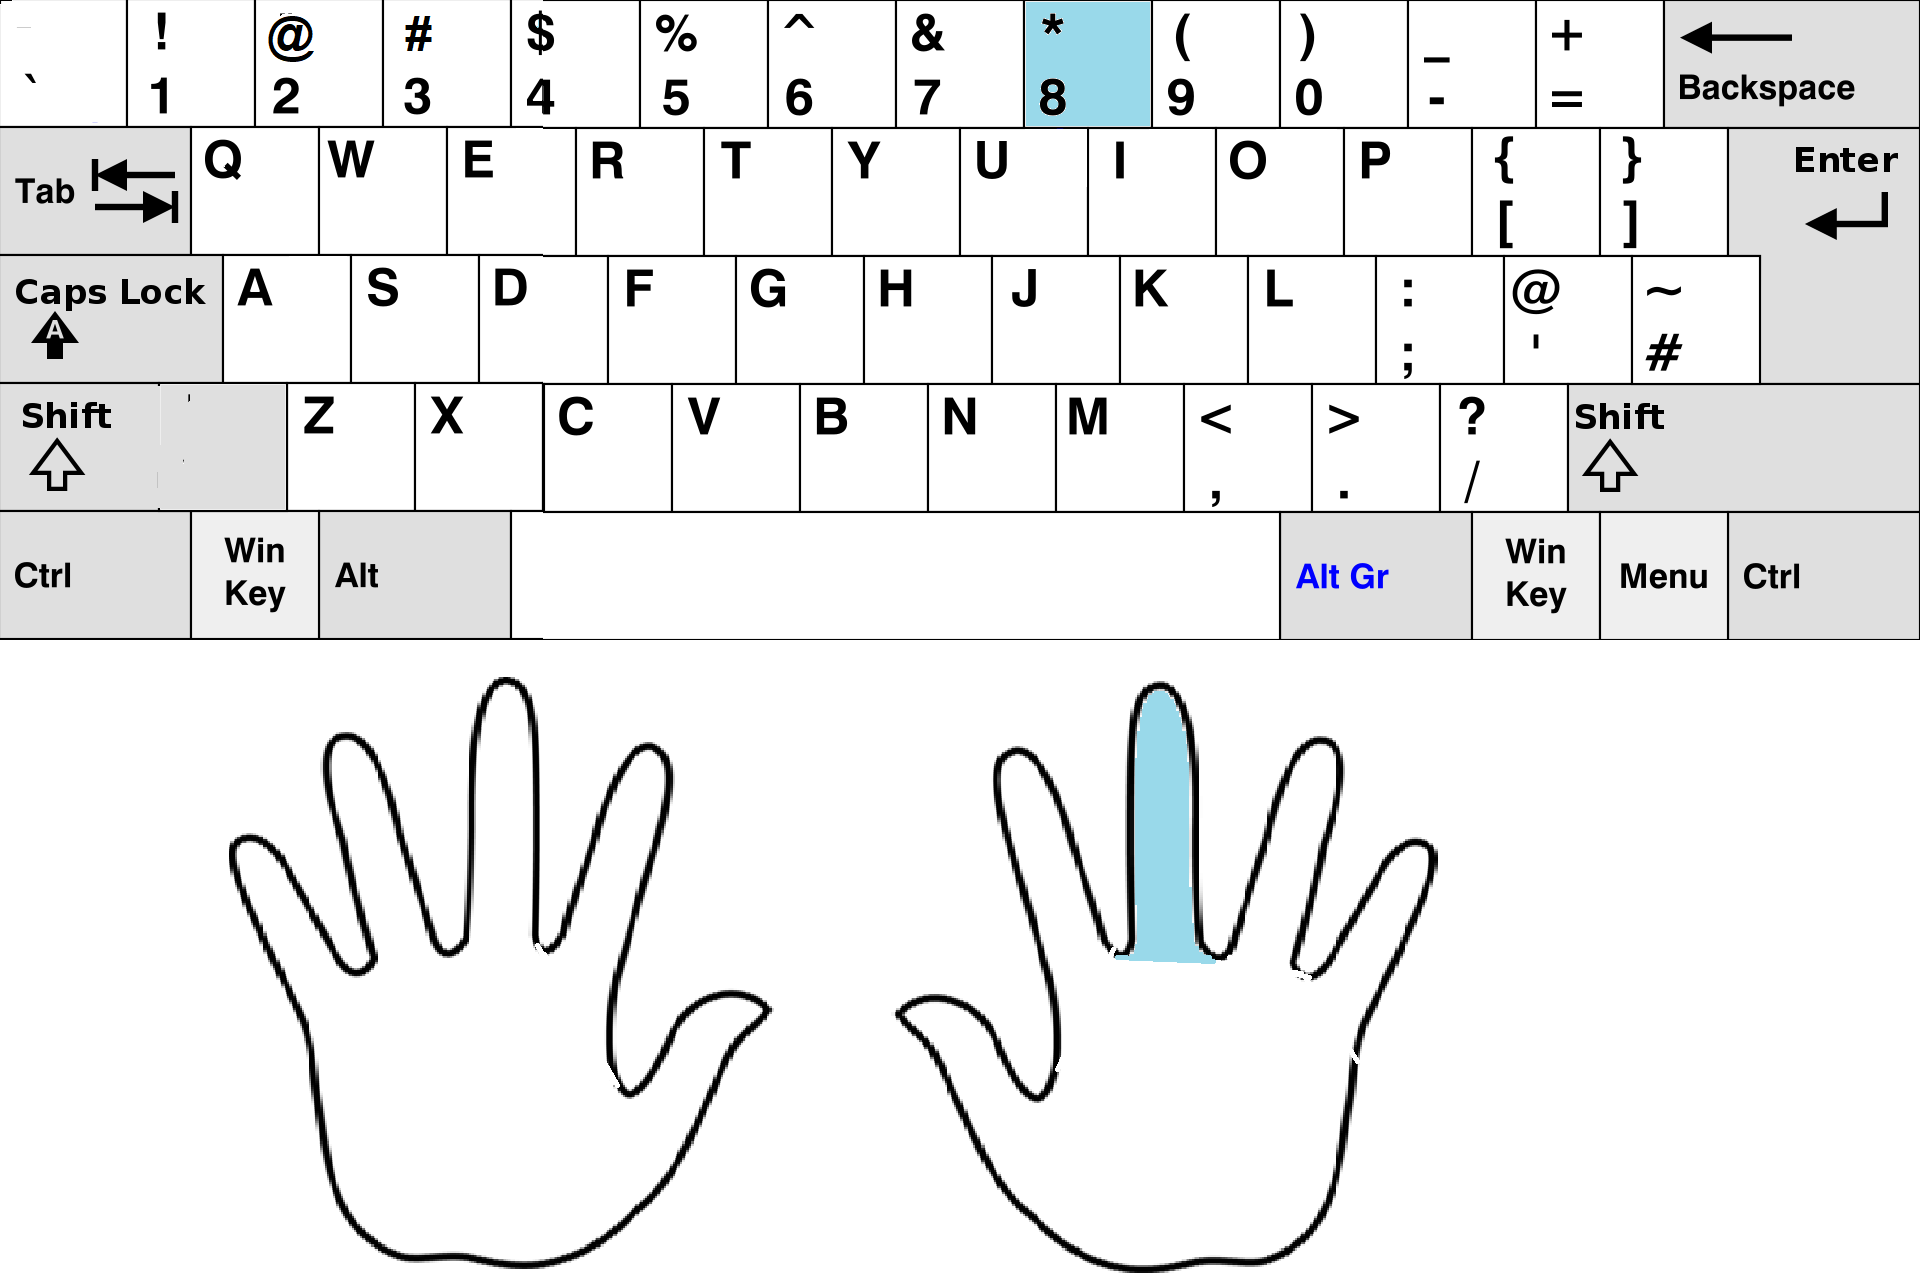 ! @ # $ % ^ & * ( ) _ +
` 1 2 3 4 5 6 7 8 9 0 - = Backspace
Tab Q W E R T Y U I O P { } Enter
[ ]
Caps Lock A S D F G H J K L : @ ~
A ; ' #
Shift Z X C V B N M < > ? Shift
, . /
Ctrl Win Key Alt Alt Gr Win Key Menu Ctrl